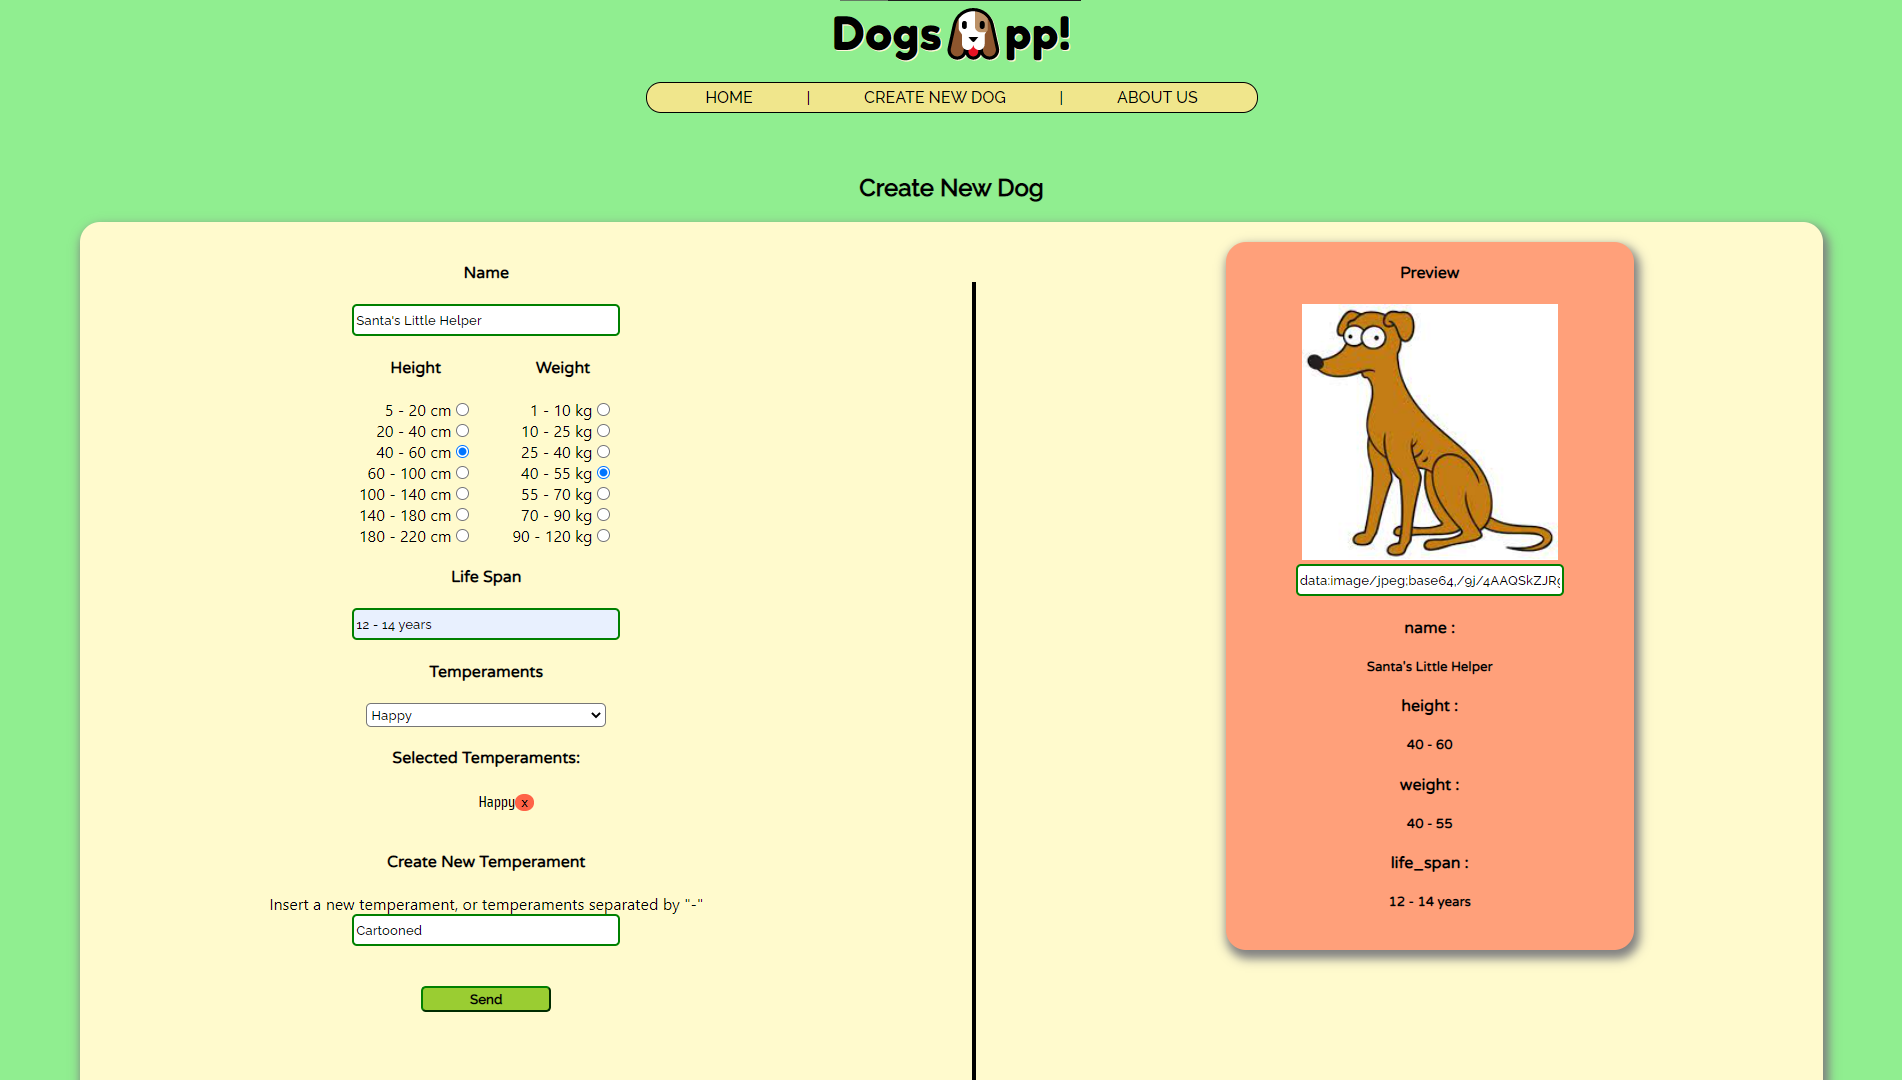 Dogs pp!
HOME | CREATE NEW DOG | ABOUT US
Create New Dog
Name
Santa's Little Helper
Height
5 - 20 cm
20 - 40 cm
40 - 60 cm
60 - 100 cm
100 - 140 cm
140 - 180 cm
180 - 220 cm
Weight
1 - 10 kg
10 - 25 kg
25 - 40 kg
40 - 55 kg
55 - 70 kg
70 - 90 kg
90 - 120 kg
Life Span
12 - 14 years
Temperaments
Happy
Selected Temperaments:
Happy x
Create New Temperament
Insert a new temperament, or temperaments separated by "-"
Cartooned
Send
Preview
data:image/jpeg;base64,/9j/4AAQSkZJRg
name :
Santa's Little Helper
height :
40 - 60
weight :
40 - 55
life_span :
12 - 14 years